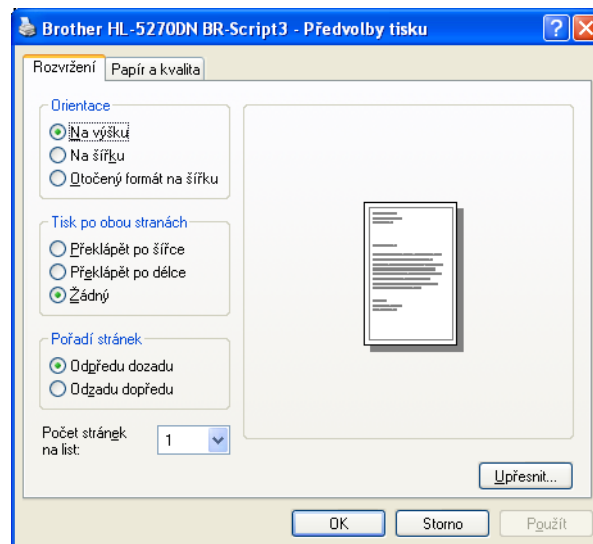 Brother HL-5270DN BR-Script3 - Předvolby tisku
Rozvržení
Papír a kvalita
Orientace
Na výšku
Na šířku
Otočený formát na šířku
Tisk po obou stranách
Překlápět po šířce
Překlápět po délce
Žádný
Pořadí stránek
Odpředu dozadu
Odzadu dopředu
Počet stránek
na list:
1
Upřesnit...
OK
Storno
Použít